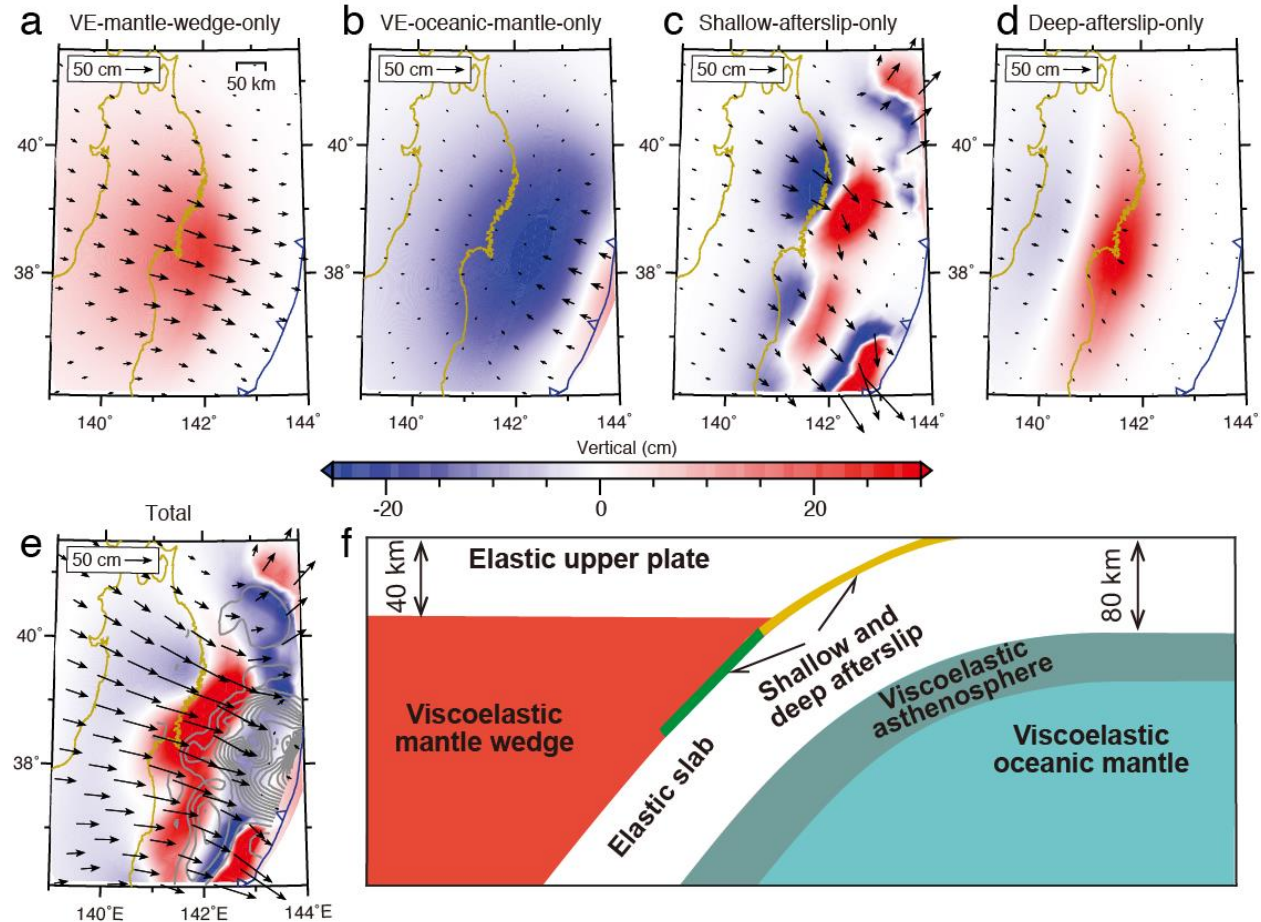 a VE-mantle-wedge-only
b VE-oceanic-mantle-only
c Shallow-afterslip-only
d Deep-afterslip-only
50 cm
50 km
50 cm
50 cm
50 cm
40˚
38˚
40˚
38˚
40˚
38˚
40˚
38˚
140˚ 142˚ 144˚
140˚ 142˚ 144˚
140˚ 142˚ 144˚
140˚ 142˚ 144˚
Vertical (cm)
-20 0 20
e Total
50 cm
40˚
38˚
140˚E 142˚E 144˚E
f
40 km
Elastic upper plate
80 km
Shallow and
deep afterslip
Viscoelastic
asthenosphere
Viscoelastic
mantle wedge
Elastic slab
Viscoelastic
oceanic mantle